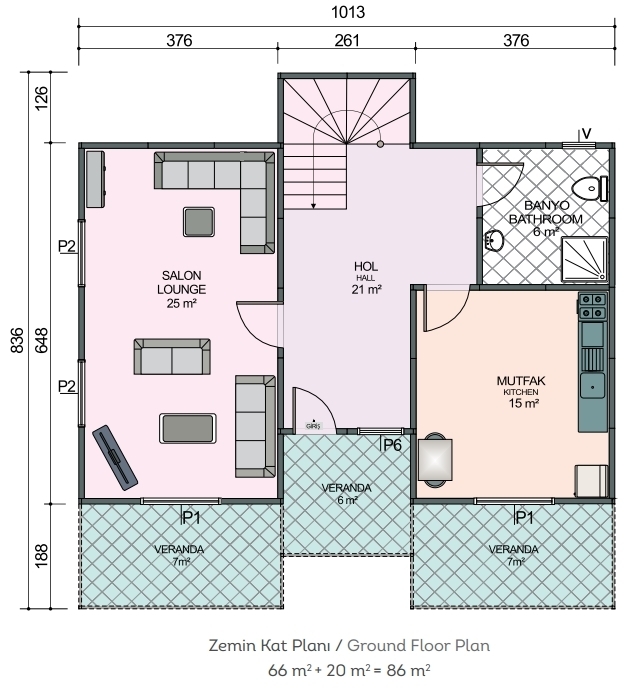 1013
376
261
376
126
836
648
188
V
BANYO
BATHROOM
6 m²
P2
HOL
HALL
21 m²
SALON
LOUNGE
25 m²
P2
MUTFAK
KITCHEN
15 m²
GİRİŞ
P6
VERANDA
6 m²
P1
P1
VERANDA
7m²
VERANDA
7m²
Zemin Kat Planı / Ground Floor Plan
66 m² + 20 m² = 86 m²